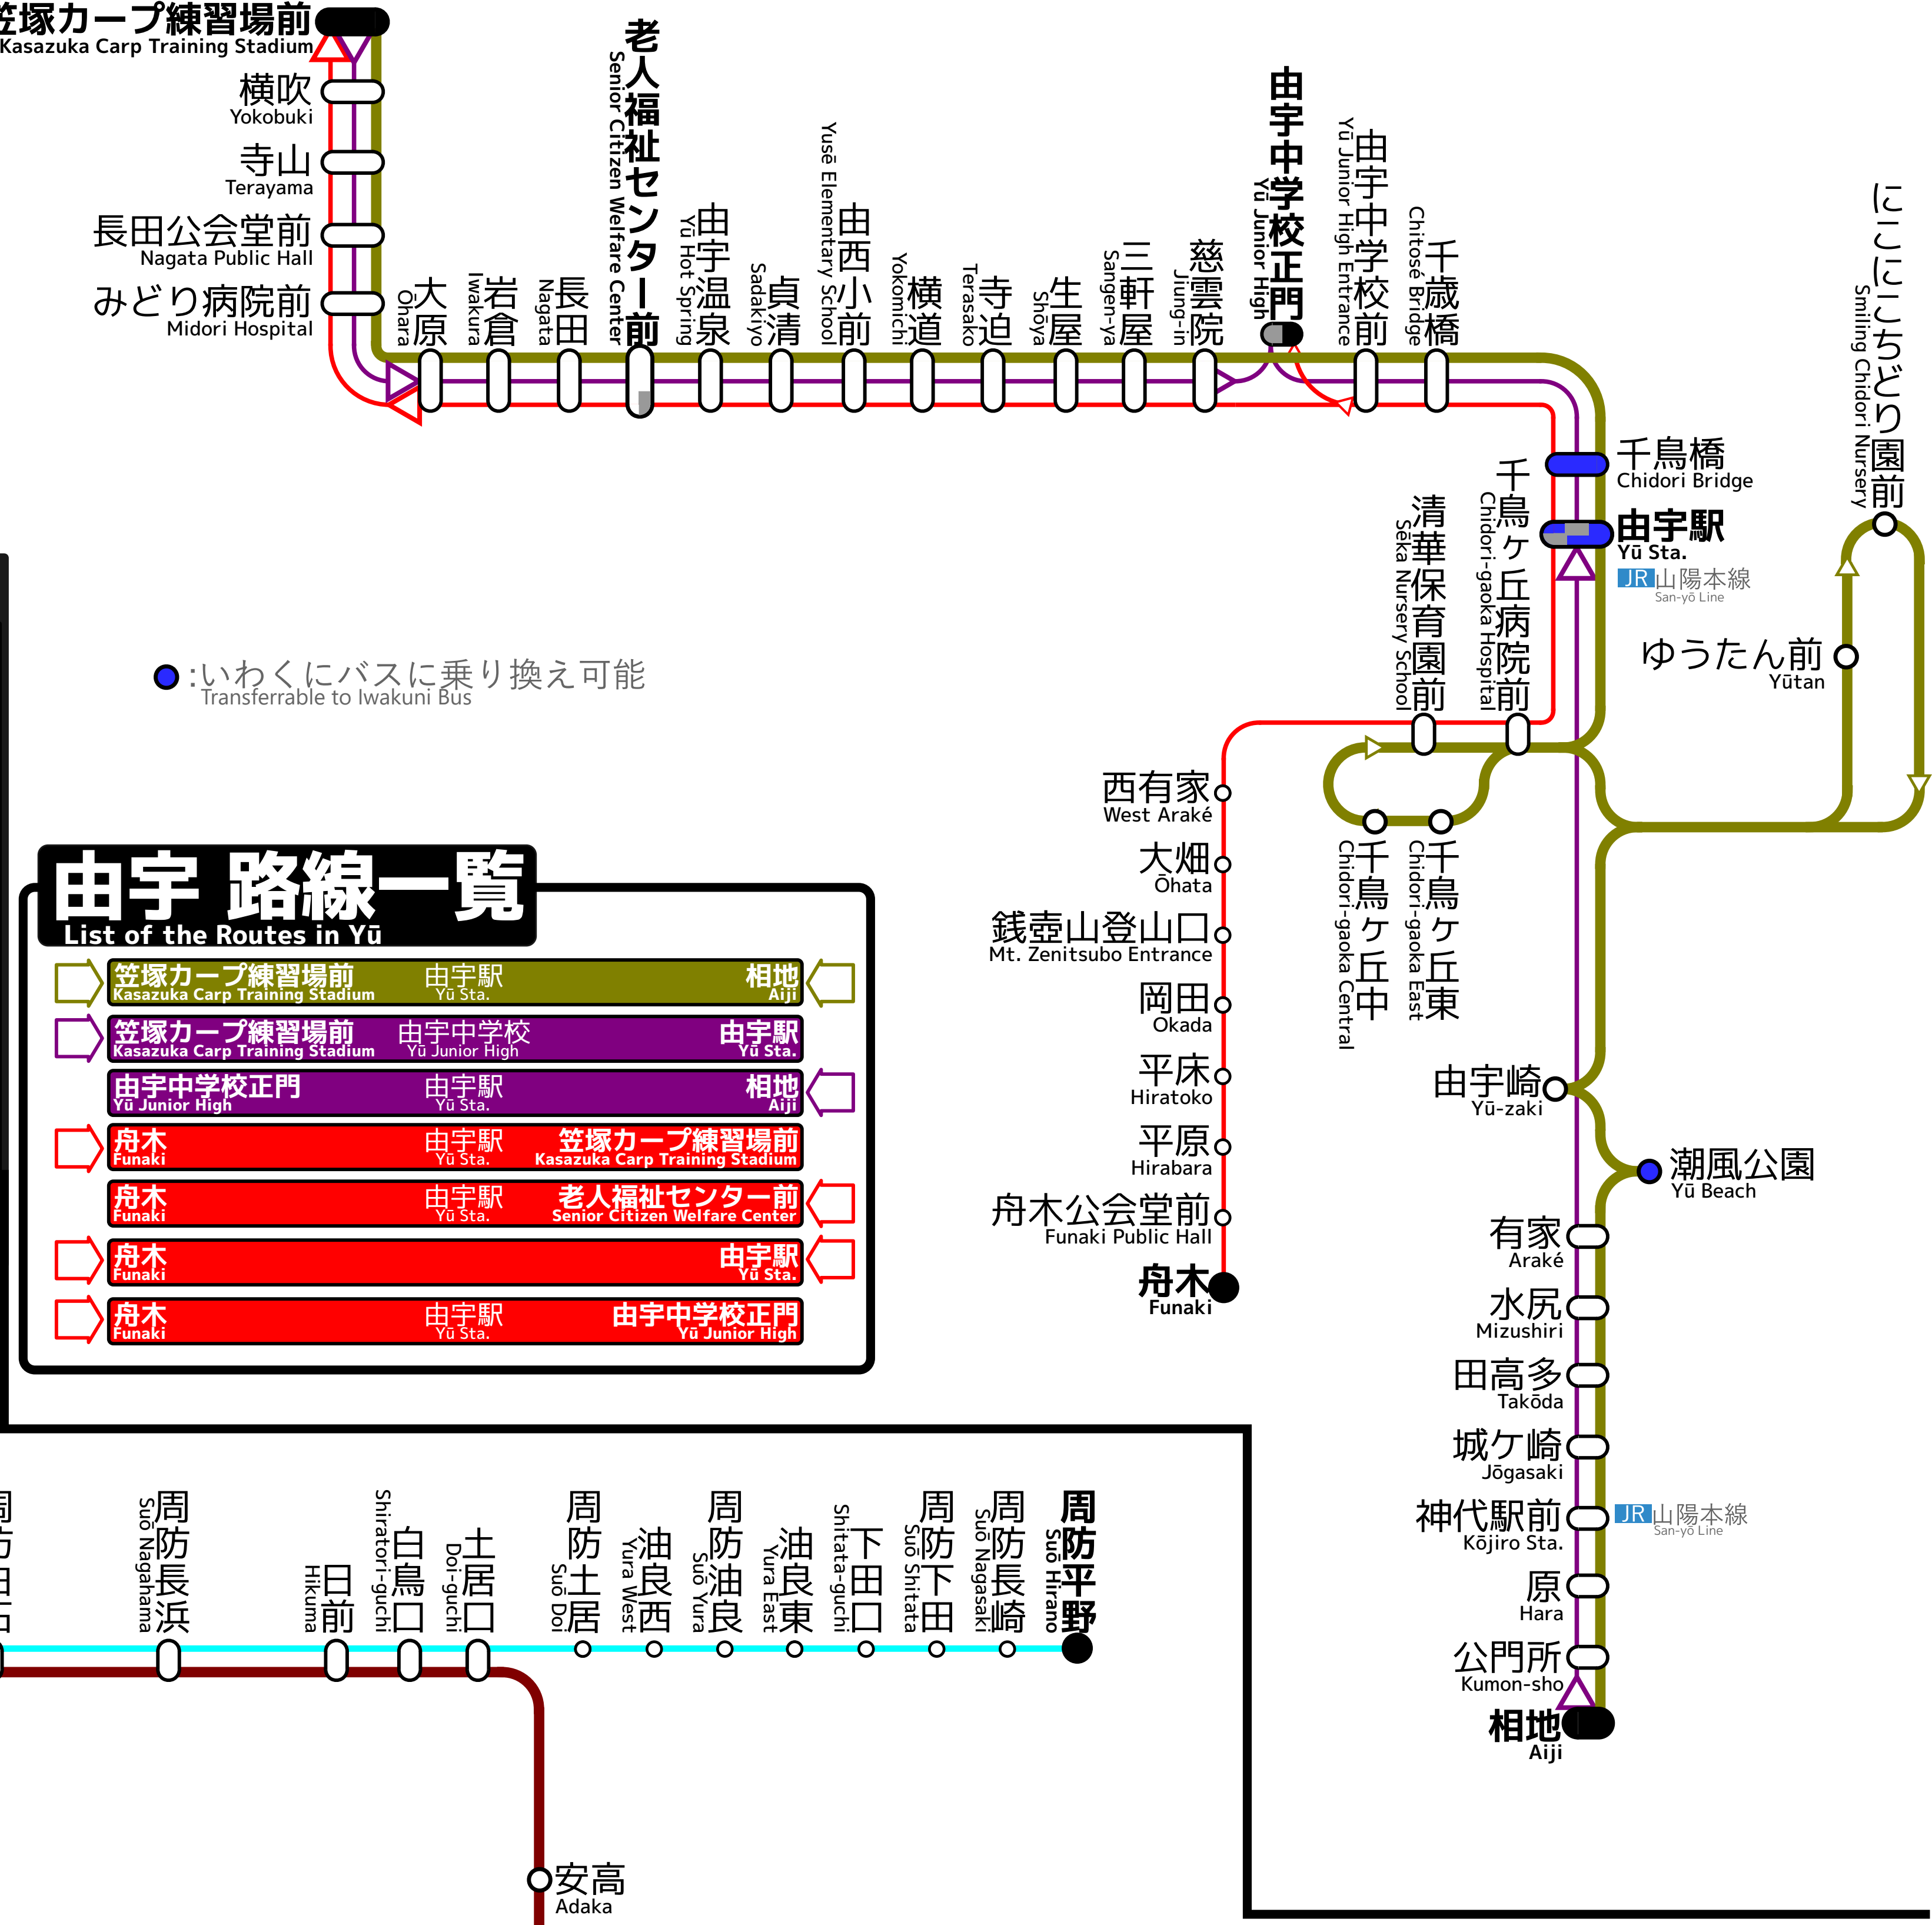 笠塚カープ練習場前
Kasazuka Carp Training Stadium
横吹
Yokobuki
寺山
Terayama
長田公会堂前
Nagata Public Hall
みどり病院前
Midori Hospital
大原
Ōhara
岩倉
Iwakura
長田
Nagata
老人福祉センター前
Senior Citizen Welfare Center
由宇温泉
Yū Hot Spring
貞清
Sadakiyo
由西小前
Yusē Elementary School
横道
Yokomichi
寺迫
Terasako
生屋
Shōya
三軒屋
Sangen-ya
慈雲院
Jiung-in
由宇中学校正門
Yū Junior High
由宇中学校前
Yū Junior High Entrance
千歳橋
Chitosé Bridge
千鳥橋
Chidori Bridge
由宇駅
Yū Sta.
JR 山陽本線
San-yō Line
にこにこちどり園前
Smiling Chidori Nursery
ゆうたん前
Yūtan
清華保育園前
Sēka Nursery School
千鳥ヶ丘病院前
Chidori-gaoka Hospital
千鳥ヶ丘中
Chidori-gaoka Central
千鳥ヶ丘東
Chidori-gaoka East
:いわくにバスに乗り換え可能
Transferrable to Iwakuni Bus
西有家
West Araké
大畑
Ōhata
銭壺山登山口
Mt. Zenitsubo Entrance
岡田
Okada
平床
Hiratoko
平原
Hirabara
舟木公会堂前
Funaki Public Hall
舟木
Funaki
由宇崎
Yū-zaki
潮風公園
Yū Beach
有家
Araké
水尻
Mizushiri
田高多
Takōda
城ケ崎
Jōgasaki
神代駅前
Kōjiro Sta.
JR 山陽本線
San-yō Line
原
Hara
公門所
Kumon-sho
相地
Aiji
由宇 路線一覧
List of the Routes in Yū
笠塚カープ練習場前 由宇駅 相地
Kasazuka Carp Training Stadium Yū Sta. Aiji
笠塚カープ練習場前 由宇中学校 由宇駅
Kasazuka Carp Training Stadium Yū Junior High Yū Sta.
由宇中学校正門 由宇駅 相地
Yū Junior High Yū Sta. Aiji
舟木 由宇駅 笠塚カープ練習場前
Funaki Yū Sta. Kasazuka Carp Training Stadium
舟木 由宇駅 老人福祉センター前
Funaki Yū Sta. Senior Citizen Welfare Center
舟木 由宇駅
Funaki Yū Sta.
舟木 由宇駅 由宇中学校正門
Funaki Yū Sta. Yū Junior High
周防長浜
Suō Nagahama
日前
Hikuma
白鳥口
Shiratori-guchi
土居口
Doi-guchi
周防土居
Suō Doi
油良西
Yura West
周防油良
Suō Yura
油良東
Yura East
下田口
Shitata-guchi
周防下田
Suō Shitata
周防長崎
Suō Nagasaki
周防平野
Suō Hirano
安高
Adaka